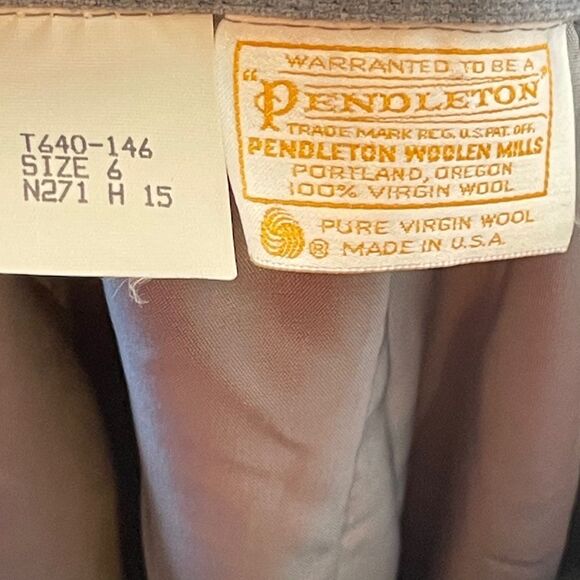 T640-146
SIZE 6
N271 H 15
WARRANTED TO BE A
"PENDLETON"
TRADE MARK REG. U.S. PAT. OFF.
PENDLETON WOOLEN MILLS
PORTLAND, OREGON
100% VIRGIN WOOL
PURE VIRGIN WOOL
® MADE IN U.S.A.